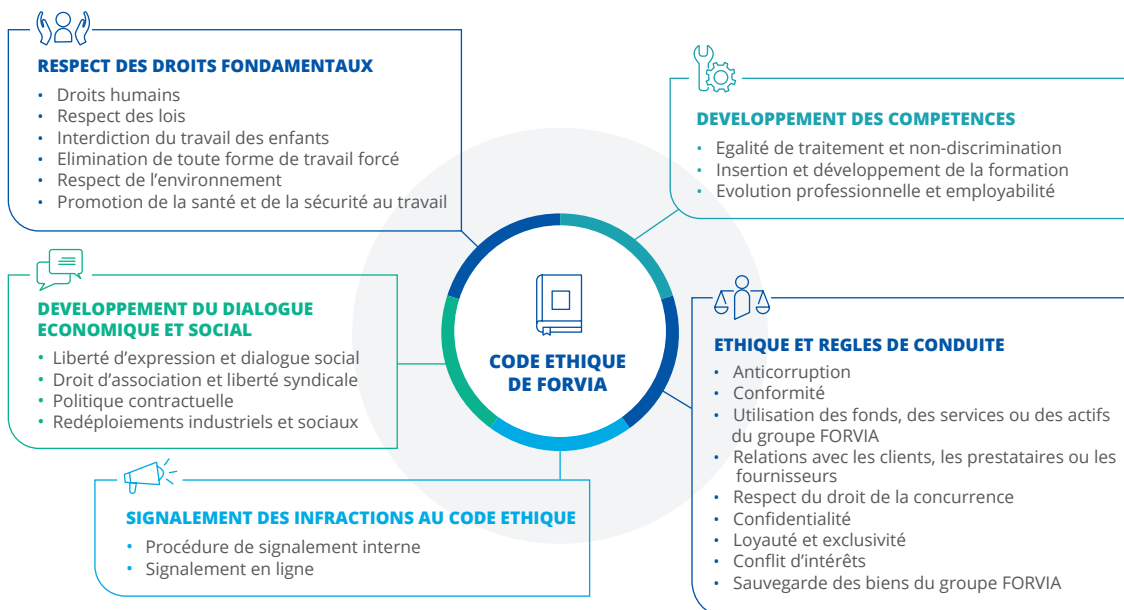 RESPECT DES DROITS FONDAMENTAUX
• Droits humains
• Respect des lois
• Interdiction du travail des enfants
• Elimination de toute forme de travail forcé
• Respect de l’environnement
• Promotion de la santé et de la sécurité au travail
DEVELOPPEMENT DES COMPETENCES
• Egalité de traitement et non-discrimination
• Insertion et développement de la formation
• Evolution professionnelle et employabilité
DEVELOPPEMENT DU DIALOGUE
ECONOMIQUE ET SOCIAL
• Liberté d’expression et dialogue social
• Droit d’association et liberté syndicale
• Politique contractuelle
• Redéploiements industriels et sociaux
CODE ETHIQUE
DE FORVIA
ETHIQUE ET REGLES DE CONDUITE
• Anticorruption
• Conformité
• Utilisation des fonds, des services ou des actifs
du groupe FORVIA
• Relations avec les clients, les prestataires ou les
fournisseurs
• Respect du droit de la concurrence
• Confidentialité
• Loyauté et exclusivité
• Conflit d’intérêts
• Sauvegarde des biens du groupe FORVIA
SIGNALEMENT DES INFRACTIONS AU CODE ETHIQUE
• Procédure de signalement interne
• Signalement en ligne